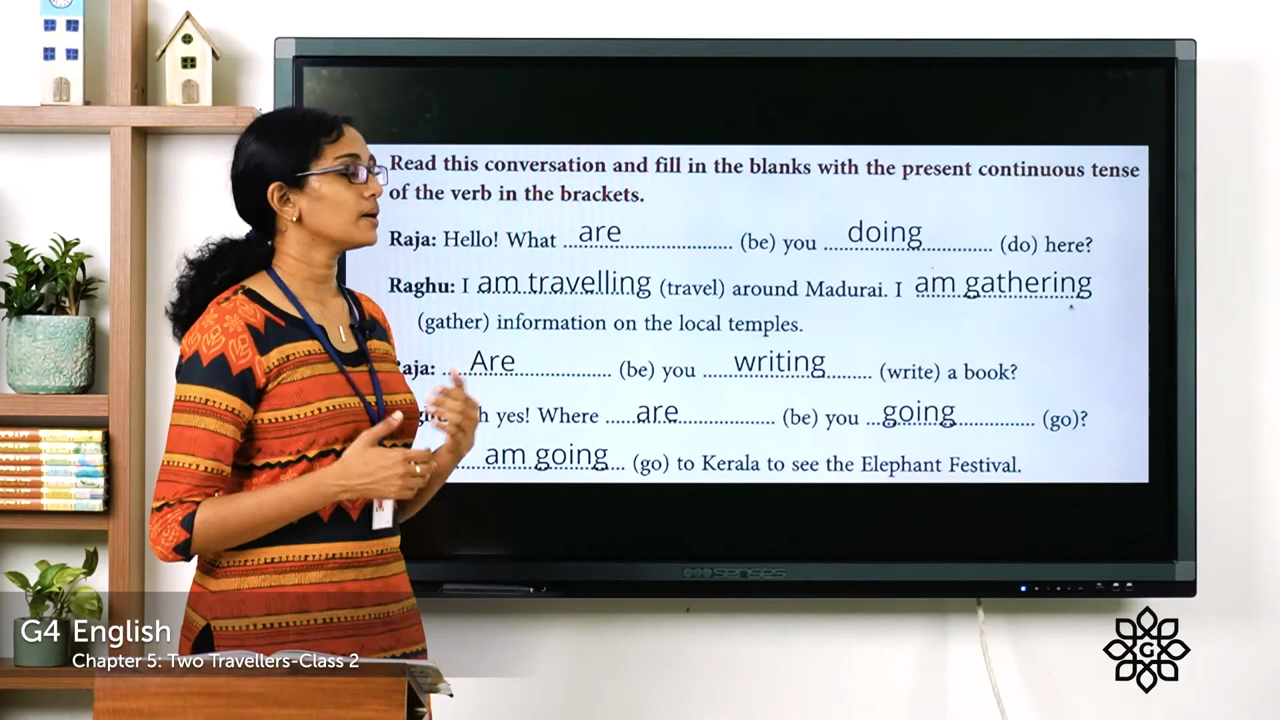 Read this conversation and fill in the blanks with the present continuous tense
of the verb in the brackets.
Raja: Hello! What ...are... (be) you ...doing... (do) here?
Raghu: I am travelling (travel) around Madurai. I am gathering
(gather) information on the local temples.
aja: ...Are... (be) you ...writing... (write) a book?
h yes! Where ...are... (be) you ...going... (go)?
...am going... (go) to Kerala to see the Elephant Festival.
senses
G4 English
Chapter 5: Two Travellers-Class 2
G